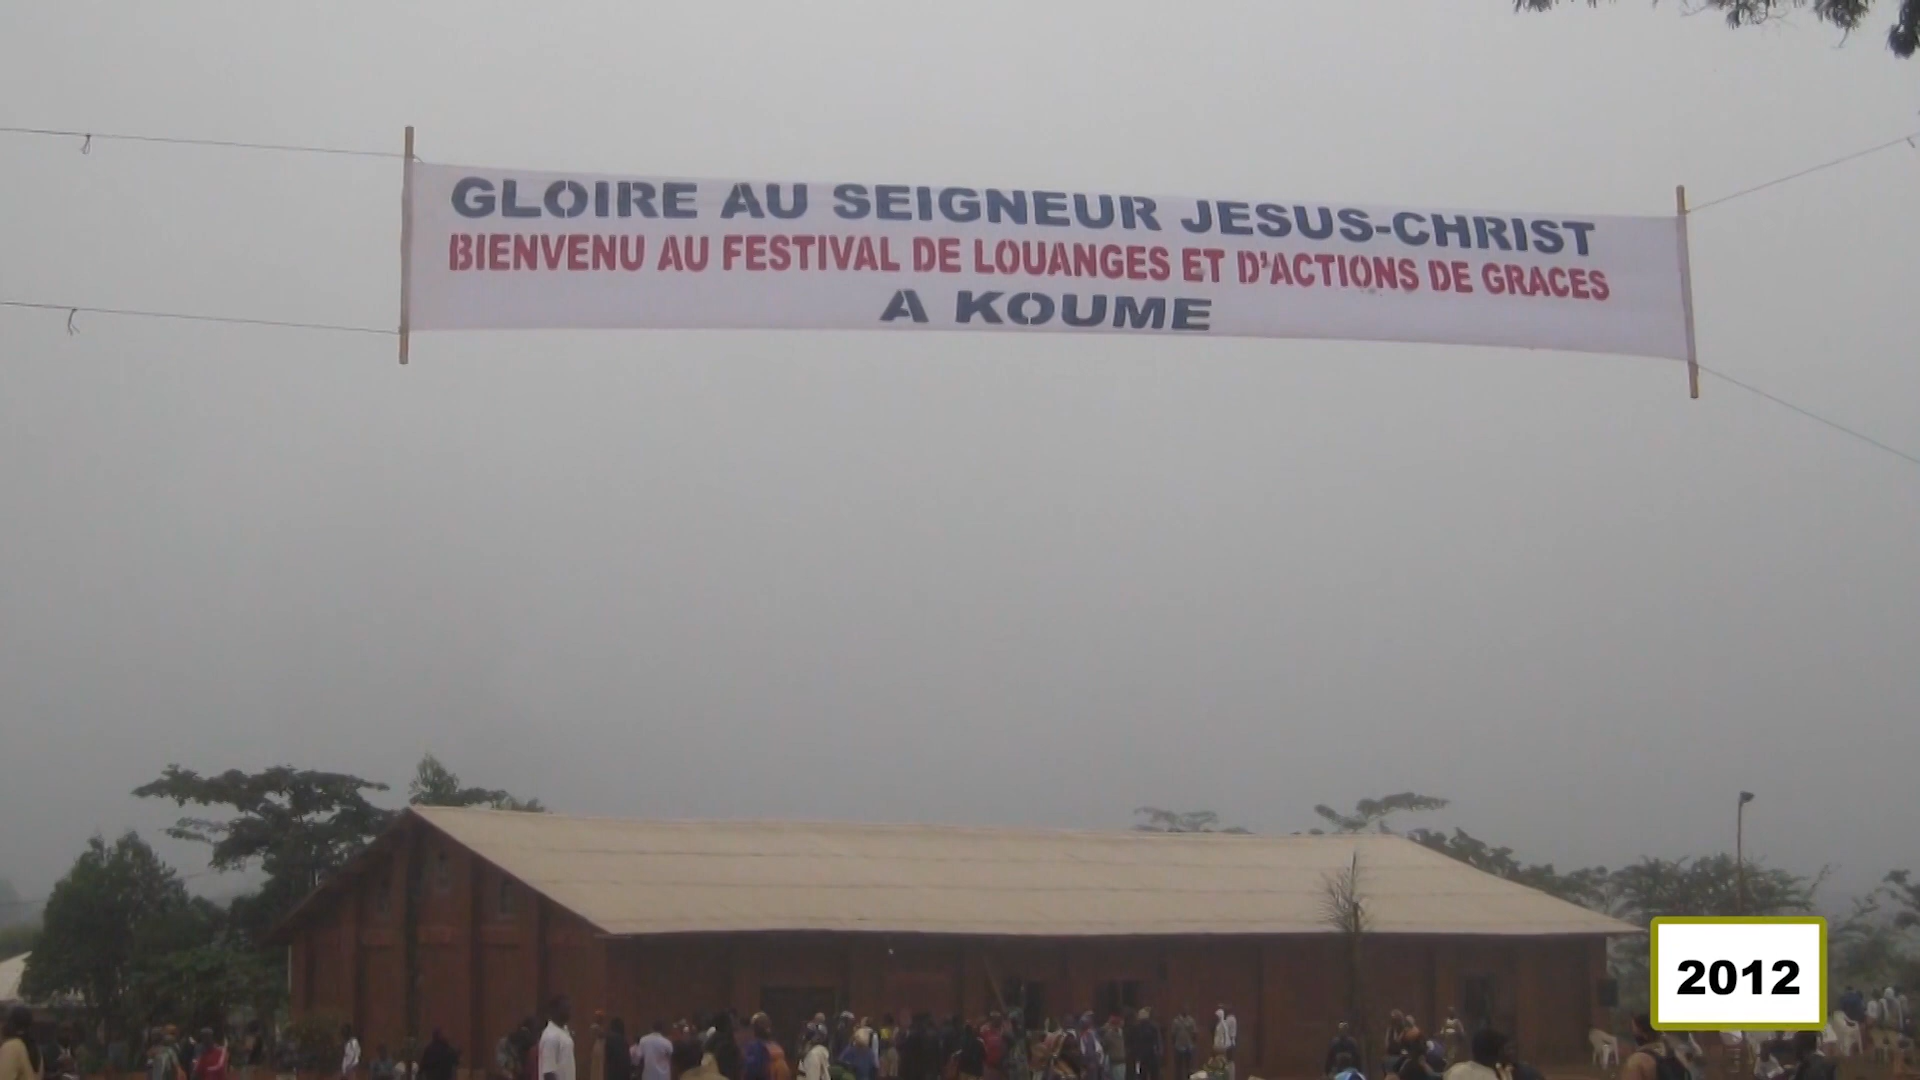 GLOIRE AU SEIGNEUR JESUS-CHRIST
BIENVENU AU FESTIVAL DE LOUANGES ET D'ACTIONS DE GRACES
A KOUME
2012